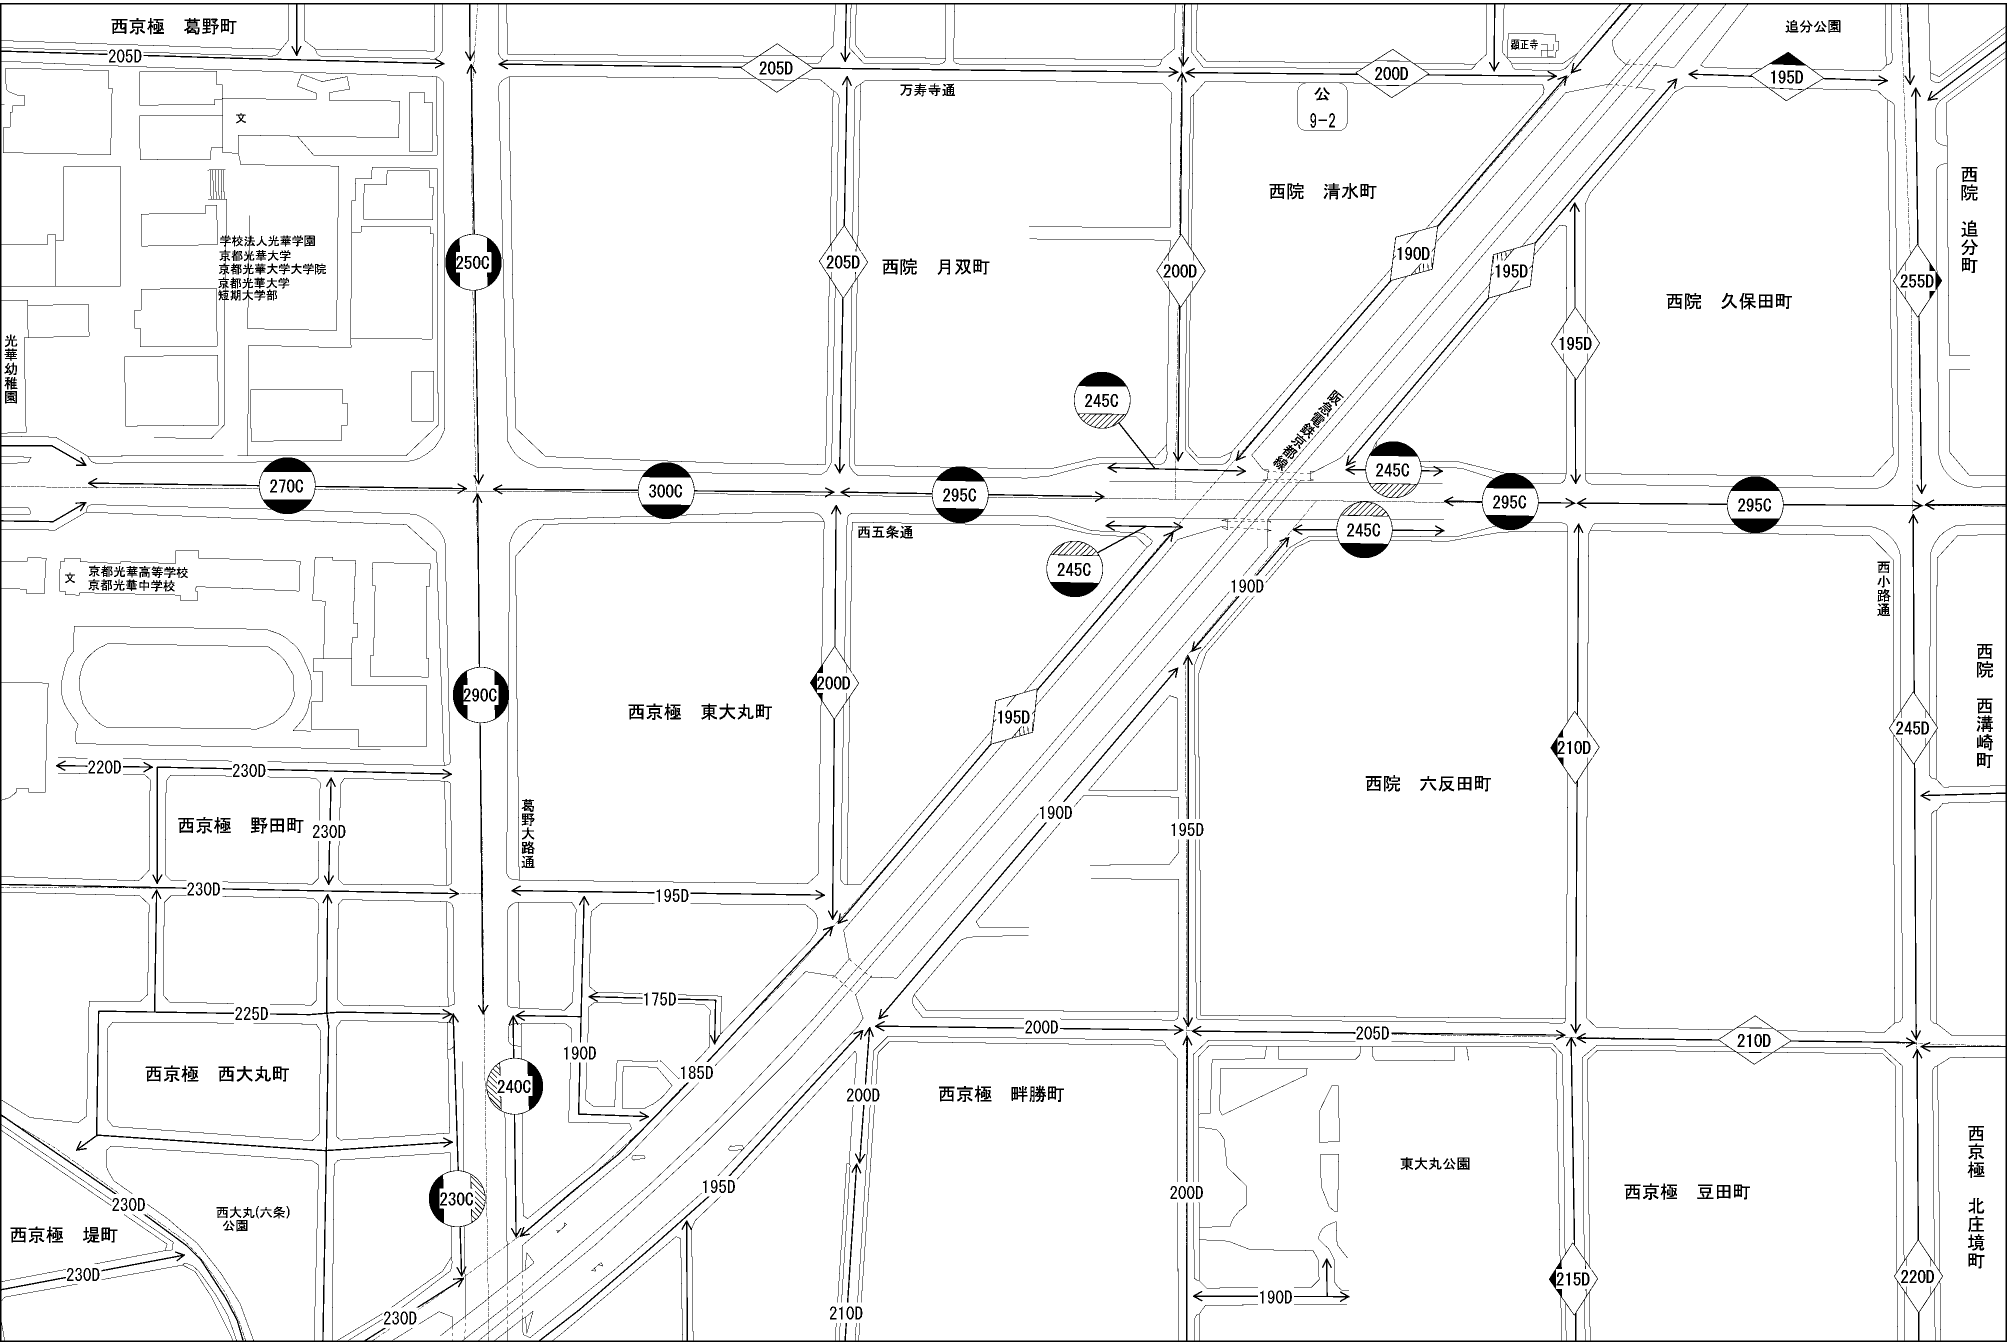 西京極 葛野町
追分公園
顕正寺
205D
205D
200D
195D
万寿寺通
公
9-2
文
西院 清水町
西院 追分町
学校法人光華学園
京都光華大学
京都光華大学大学院
京都光華大学
短期大学部
250C
205D
西院 月双町
200D
190D
195D
255D
西院 久保田町
195D
光華幼稚園
245C
阪急電鉄京都線
245C
270C
300C
295C
295C
295C
西五条通
245C
245C
文
京都光華高等学校
京都光華中学校
190D
西小路通
290C
200D
西京極 東大丸町
195D
西院 西溝崎町
245D
210D
220D
230D
西院 六反田町
190D
西京極 野田町
230D
葛野大路通
195D
230D
195D
175D
225D
200D
205D
210D
190D
西京極 西大丸町
185D
240C
200D
西京極 畔勝町
東大丸公園
西京極 北庄境町
195D
200D
西京極 豆田町
230C
230D
西大丸(六条)
公園
西京極 堤町
230D
215D
220D
190D
230D
210D